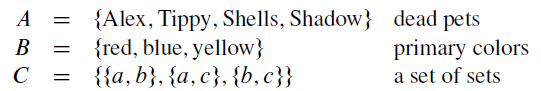 A = {Alex, Tippy, Shells, Shadow} dead pets
B = {red, blue, yellow} primary colors
C = {{a, b}, {a, c}, {b, c}} a set of sets